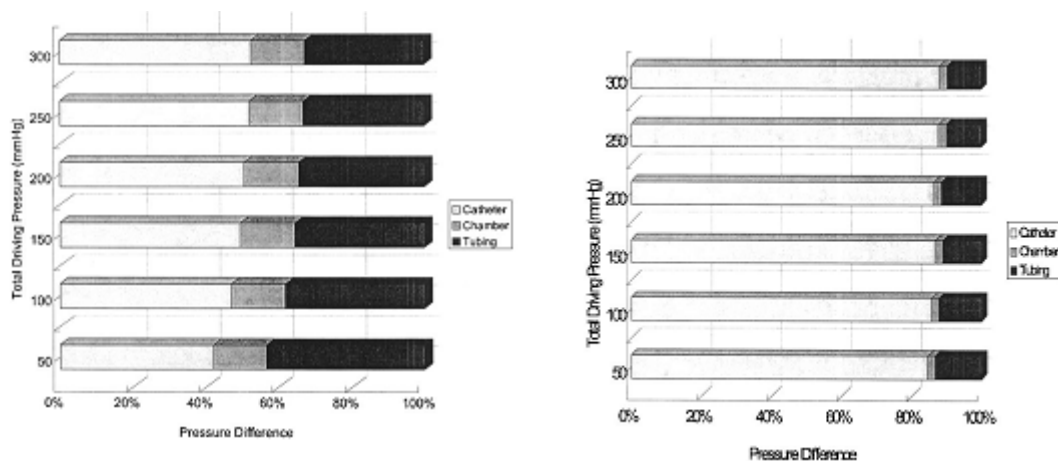 Total Driving Pressure (mmHg)
300
250
200
150
100
50
0%
20%
40%
60%
80%
100%
Pressure Difference
Catheter
Chamber
Tubing
Total Driving Pressure (mmHg)
300
250
200
150
100
50
0%
20%
40%
60%
80%
100%
Pressure Difference
Catheter
Chamber
Tubing